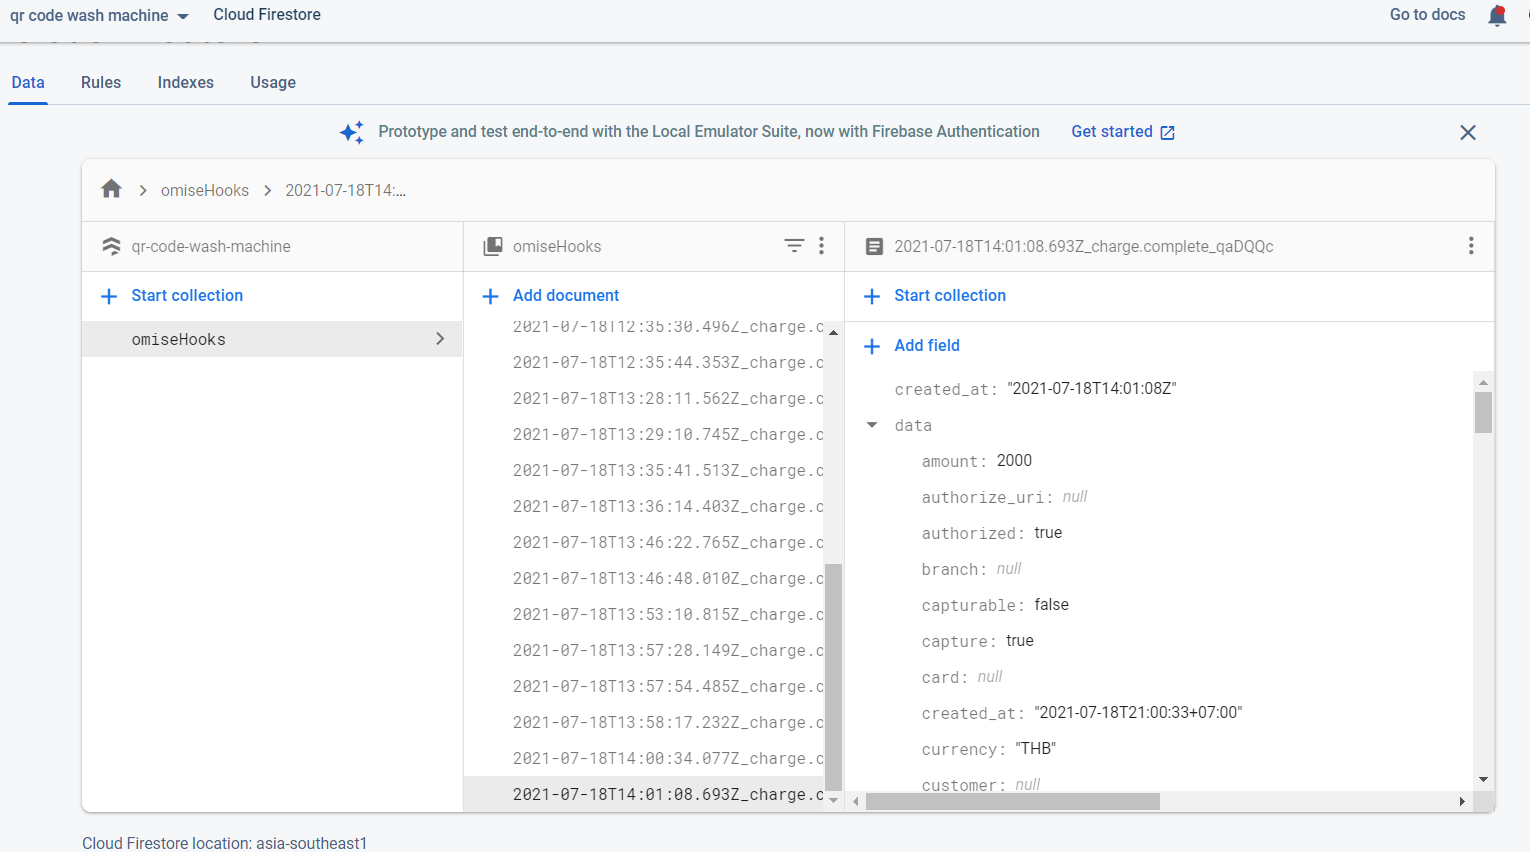 qr code wash machine Cloud Firestore Go to docs
Data Rules Indexes Usage
Prototype and test end-to-end with the Local Emulator Suite, now with Firebase Authentication Get started
omiseHooks 2021-07-18T14:...
qr-code-wash-machine
Start collection
omiseHooks
omiseHooks
Add document
2021-07-18T12:35:30.496Z_charge.c
2021-07-18T12:35:44.353Z_charge.c
2021-07-18T13:28:11.562Z_charge.c
2021-07-18T13:29:10.745Z_charge.c
2021-07-18T13:35:41.513Z_charge.c
2021-07-18T13:36:14.403Z_charge.c
2021-07-18T13:46:22.765Z_charge.c
2021-07-18T13:46:48.010Z_charge.c
2021-07-18T13:53:10.815Z_charge.c
2021-07-18T13:57:28.149Z_charge.c
2021-07-18T13:57:54.485Z_charge.c
2021-07-18T13:58:17.232Z_charge.c
2021-07-18T14:00:34.077Z_charge.c
2021-07-18T14:01:08.693Z_charge.c
2021-07-18T14:01:08.693Z_charge.complete_qaDQQc
Start collection
Add field
created_at: "2021-07-18T14:01:08Z"
data
amount: 2000
authorize_uri: null
authorized: true
branch: null
capturable: false
capture: true
card: null
created_at: "2021-07-18T21:00:33+07:00"
currency: "THB"
customer: null
Cloud Firestore location: asia-southeast1